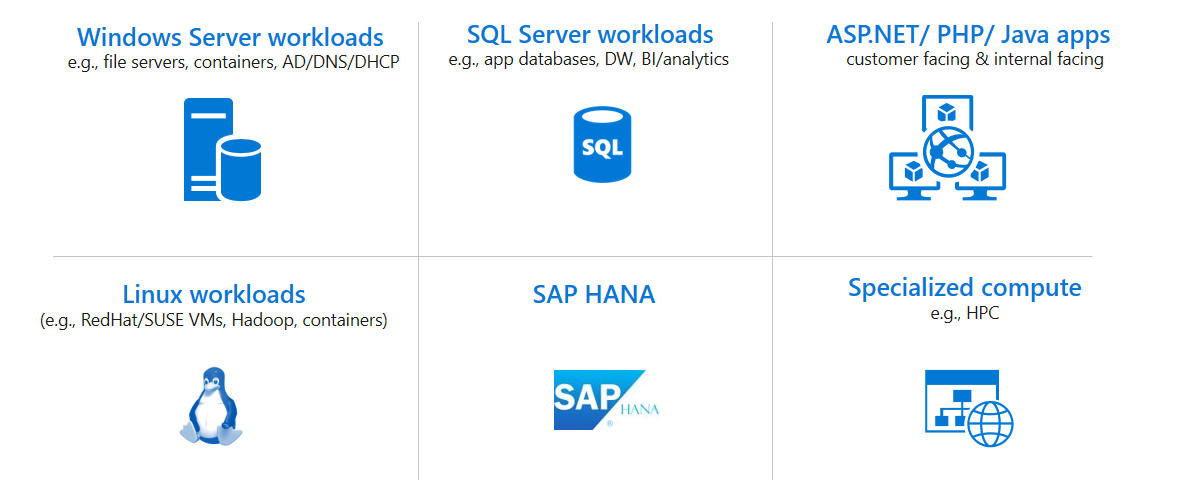 Windows Server workloads
e.g., file servers, containers, AD/DNS/DHCP
SQL Server workloads
e.g., app databases, DW, BI/analytics
SQL
ASP.NET/ PHP/ Java apps
customer facing & internal facing
Linux workloads
(e.g., RedHat/SUSE VMs, Hadoop, containers)
SAP HANA
SAP HANA
®
Specialized compute
e.g., HPC